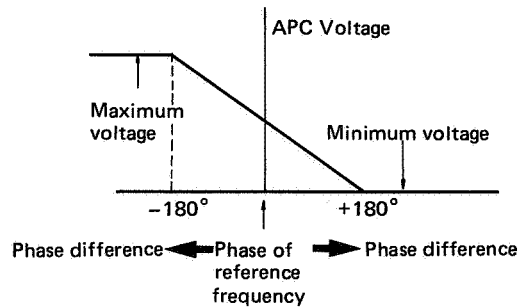 APC Voltage
Maximum
voltage
Minimum voltage
−180°
+180°
Phase difference
Phase of
reference
frequency
Phase difference